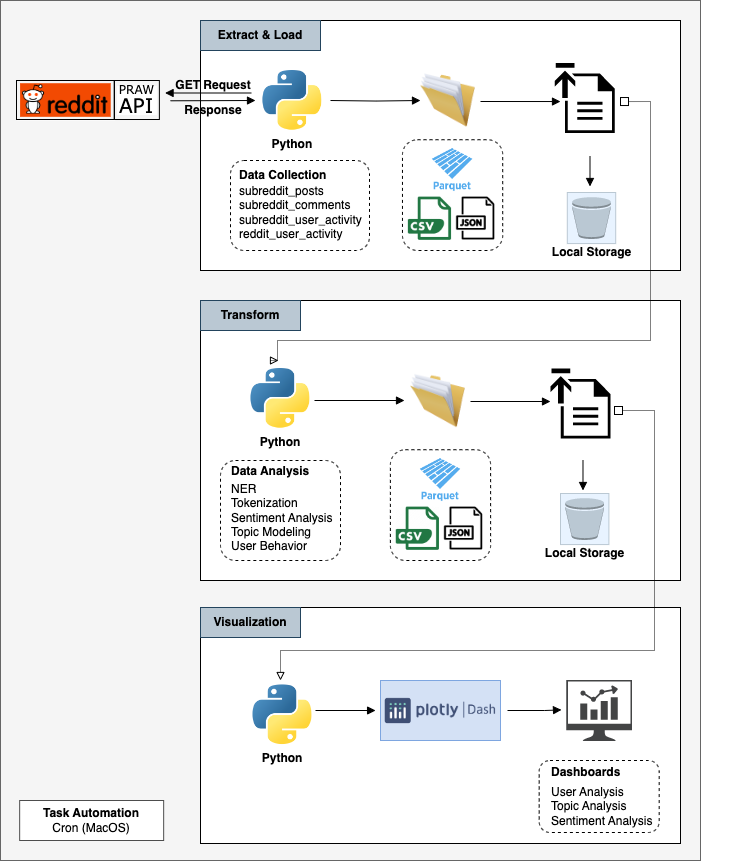 Extract & Load
reddit
PRAW
API
GET Request
Response
Python
Data Collection
subreddit_posts
subreddit_comments
subreddit_user_activity
reddit_user_activity
Parquet
CSV
JSON
Local Storage
Transform
Python
Data Analysis
NER
Tokenization
Sentiment Analysis
Topic Modeling
User Behavior
Parquet
CSV
JSON
Local Storage
Visualization
Python
plotly | Dash
Dashboards
User Analysis
Topic Analysis
Sentiment Analysis
Task Automation
Cron (MacOS)